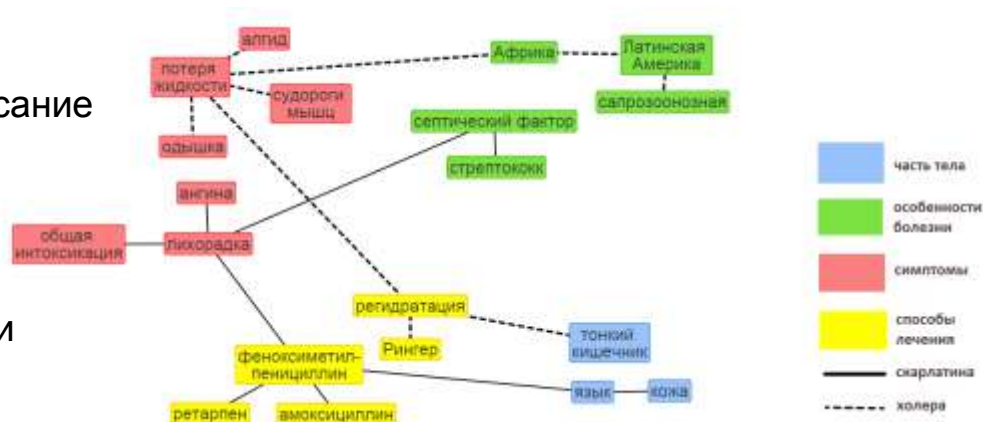 алгид
Африка
Латинская
Америка
потеря
жидкости
судороги
мышц
сапрозоонозная
сание
септический фактор
одышка
стрептококк
часть тела
ангина
особенности
болезни
общая
интоксикация
лихорадка
симптомы
регидратация
и
тонкий
кишечник
способы
лечения
Рингер
феноксиметил-
пенициллин
скарлатина
язык
кожа
ретарпен
амоксициллин
холера